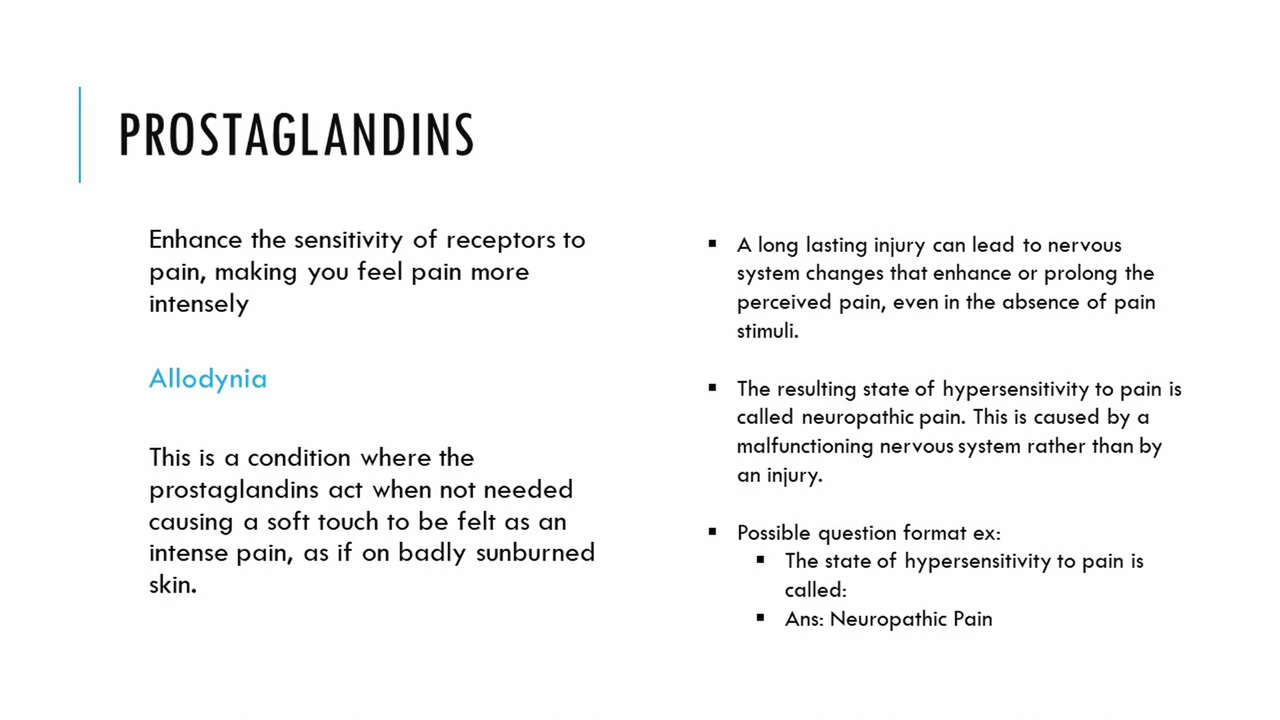 PROSTAGLANDINS
Enhance the sensitivity of receptors to
pain, making you feel pain more
intensely
Allodynia
This is a condition where the
prostaglandins act when not needed
causing a soft touch to be felt as an
intense pain, as if on badly sunburned
skin.
▪ A long lasting injury can lead to nervous
system changes that enhance or prolong the
perceived pain, even in the absence of pain
stimuli.
▪ The resulting state of hypersensitivity to pain is
called neuropathic pain. This is caused by a
malfunctioning nervous system rather than by
an injury.
▪ Possible question format ex:
▪ The state of hypersensitivity to pain is
called:
▪ Ans: Neuropathic Pain